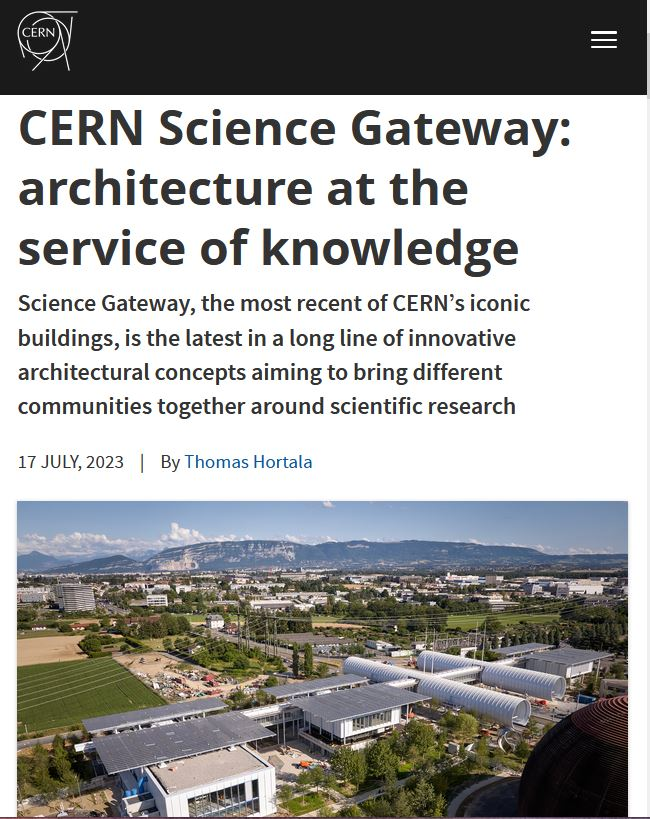 CERN
CERN Science Gateway:
architecture at the
service of knowledge
Science Gateway, the most recent of CERN’s iconic
buildings, is the latest in a long line of innovative
architectural concepts aiming to bring different
communities together around scientific research
17 JULY, 2023 | By Thomas Hortala